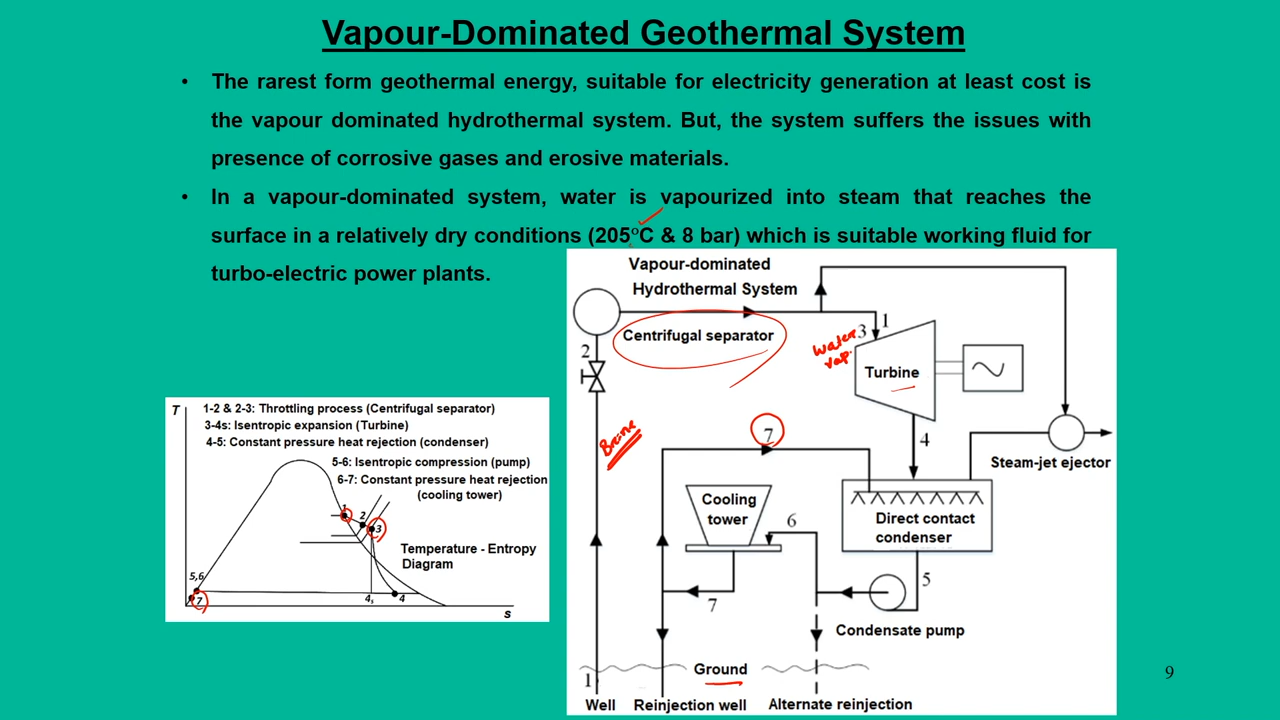 Vapour-Dominated Geothermal System
• The rarest form geothermal energy, suitable for electricity generation at least cost is
the vapour dominated hydrothermal system. But, the system suffers the issues with
presence of corrosive gases and erosive materials.
• In a vapour-dominated system, water is vapourized into steam that reaches the
surface in a relatively dry conditions (205°C & 8 bar) which is suitable working fluid for
turbo-electric power plants.
T
1-2 & 2-3: Throttling process (Centrifugal separator)
3-4s: Isentropic expansion (Turbine)
4-5: Constant pressure heat rejection (condenser)
5-6: Isentropic compression (pump)
6-7: Constant pressure heat rejection
(cooling tower)
1
2
3
Temperature - Entropy
Diagram
5,6
7
4s
4
s
Vapour-dominated
Hydrothermal System
Centrifugal separator
2
1
3
Water
vap.
Turbine
Brine
7
4
Steam-jet ejector
Cooling
tower
6
Direct contact
condenser
5
7
Condensate pump
Ground
1
Well
Reinjection well
Alternate reinjection
9